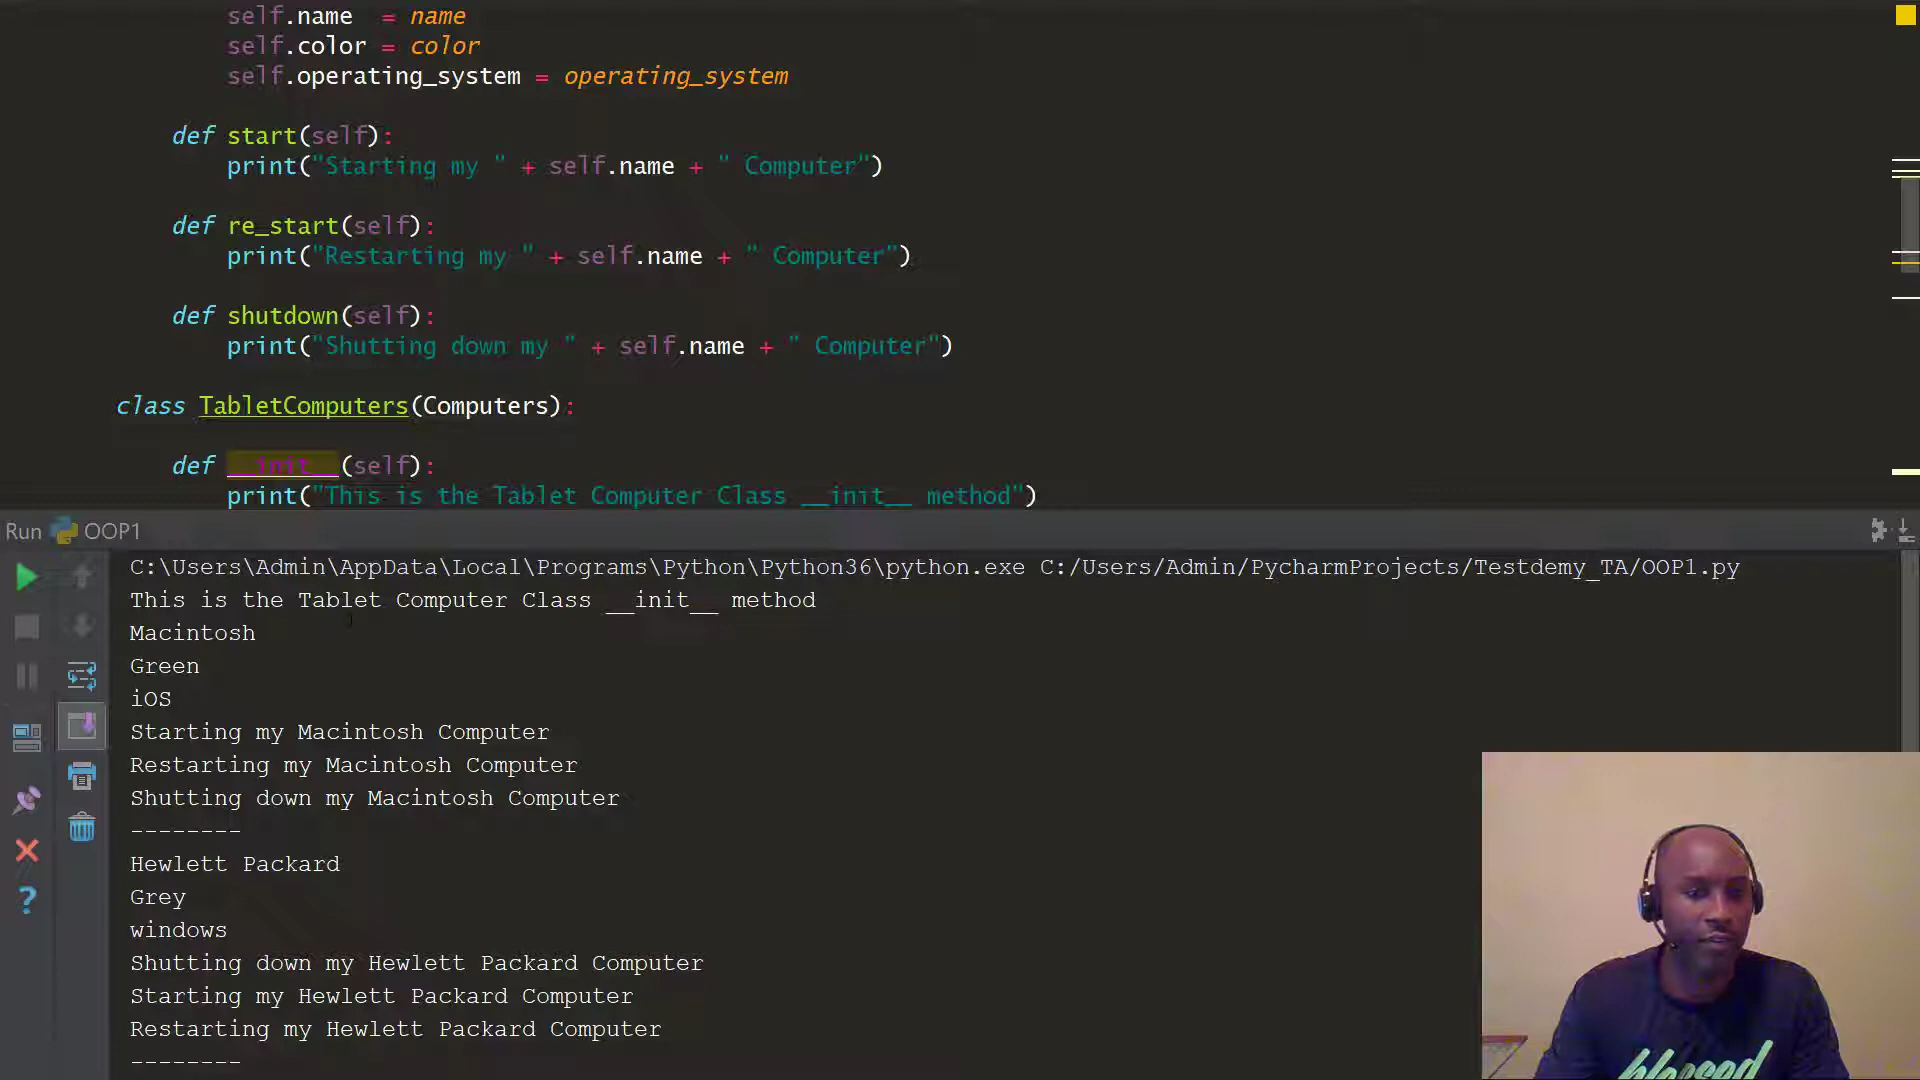 self.name  = name
self.color = color
self.operating_system = operating_system
def start(self):
print("Starting my " + self.name + " Computer")
def re_start(self):
print("Restarting my " + self.name + " Computer")
def shutdown(self):
print("Shutting down my " + self.name + " Computer")
class TabletComputers(Computers):
def __init__(self):
print("This is the Tablet Computer Class __init__ method")
Run OOP1
C:\Users\Admin\AppData\Local\Programs\Python\Python36\python.exe C:/Users/Admin/PycharmProjects/Testdemy_TA/OOP1.py
This is the Tablet Computer Class __init__ method
Macintosh
Green
iOS
Starting my Macintosh Computer
Restarting my Macintosh Computer
Shutting down my Macintosh Computer
--------
Hewlett Packard
Grey
windows
Shutting down my Hewlett Packard Computer
Starting my Hewlett Packard Computer
Restarting my Hewlett Packard Computer
--------
blessed